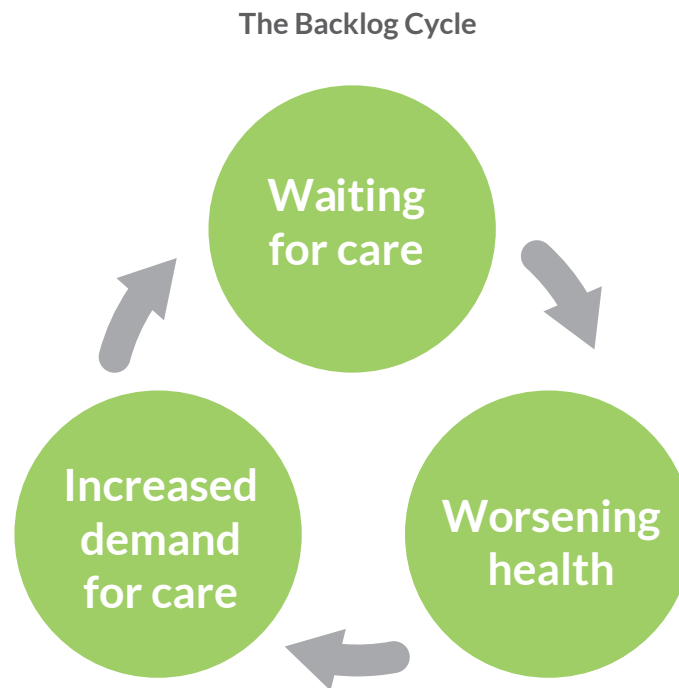 The Backlog Cycle
Waiting
for care
Worsening
health
Increased
demand
for care